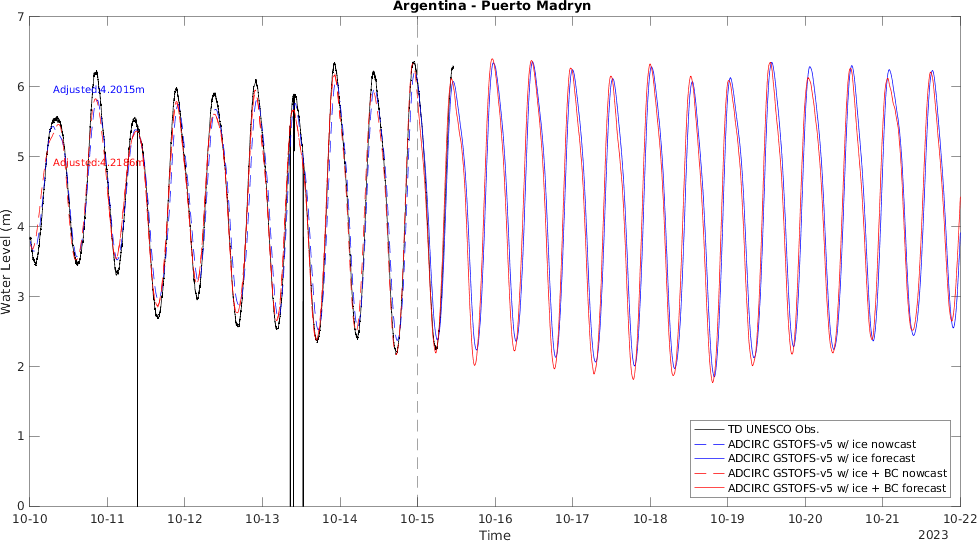 Argentina - Puerto Madryn
7
6
5
4
3
2
1
0
Water Level (m)
Adjusted:4.2015m
Adjusted:4.2186m
TD UNESCO Obs.
ADCIRC GSTOFS-v5 w/ ice nowcast
ADCIRC GSTOFS-v5 w/ ice forecast
ADCIRC GSTOFS-v5 w/ ice + BC nowcast
ADCIRC GSTOFS-v5 w/ ice + BC forecast
10-10 10-11 10-12 10-13 10-14 10-15 10-16 10-17 10-18 10-19 10-20 10-21 10-22
Time
2023